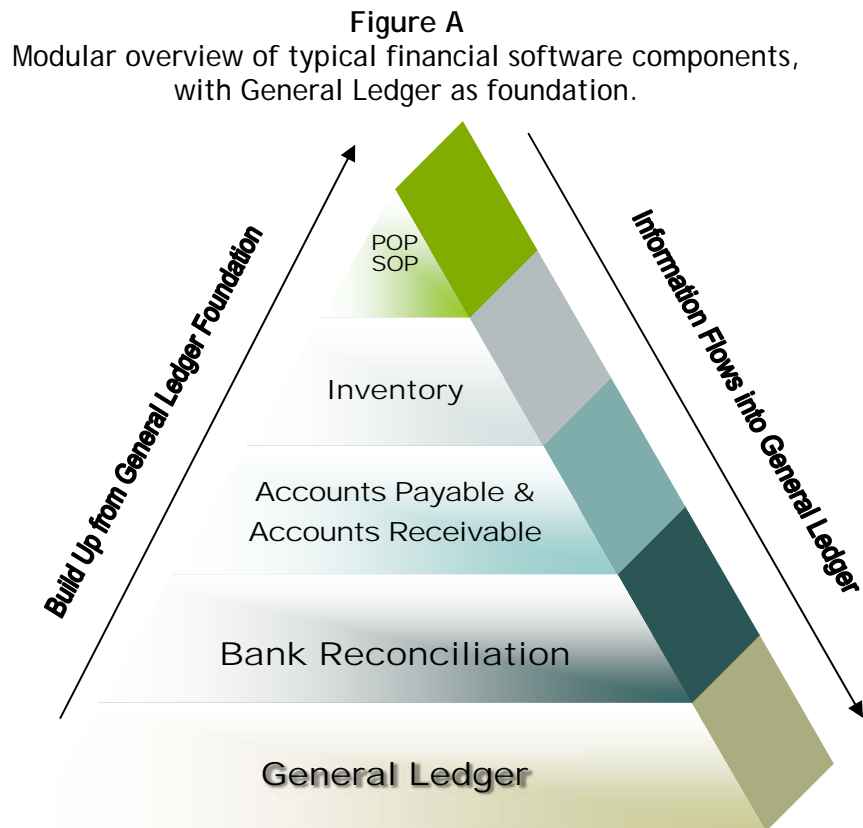 Figure A
Modular overview of typical financial software components,
with General Ledger as foundation.
Build Up from General Ledger Foundation
Information Flows into General Ledger
POP
SOP
Inventory
Accounts Payable &
Accounts Receivable
Bank Reconciliation
General Ledger